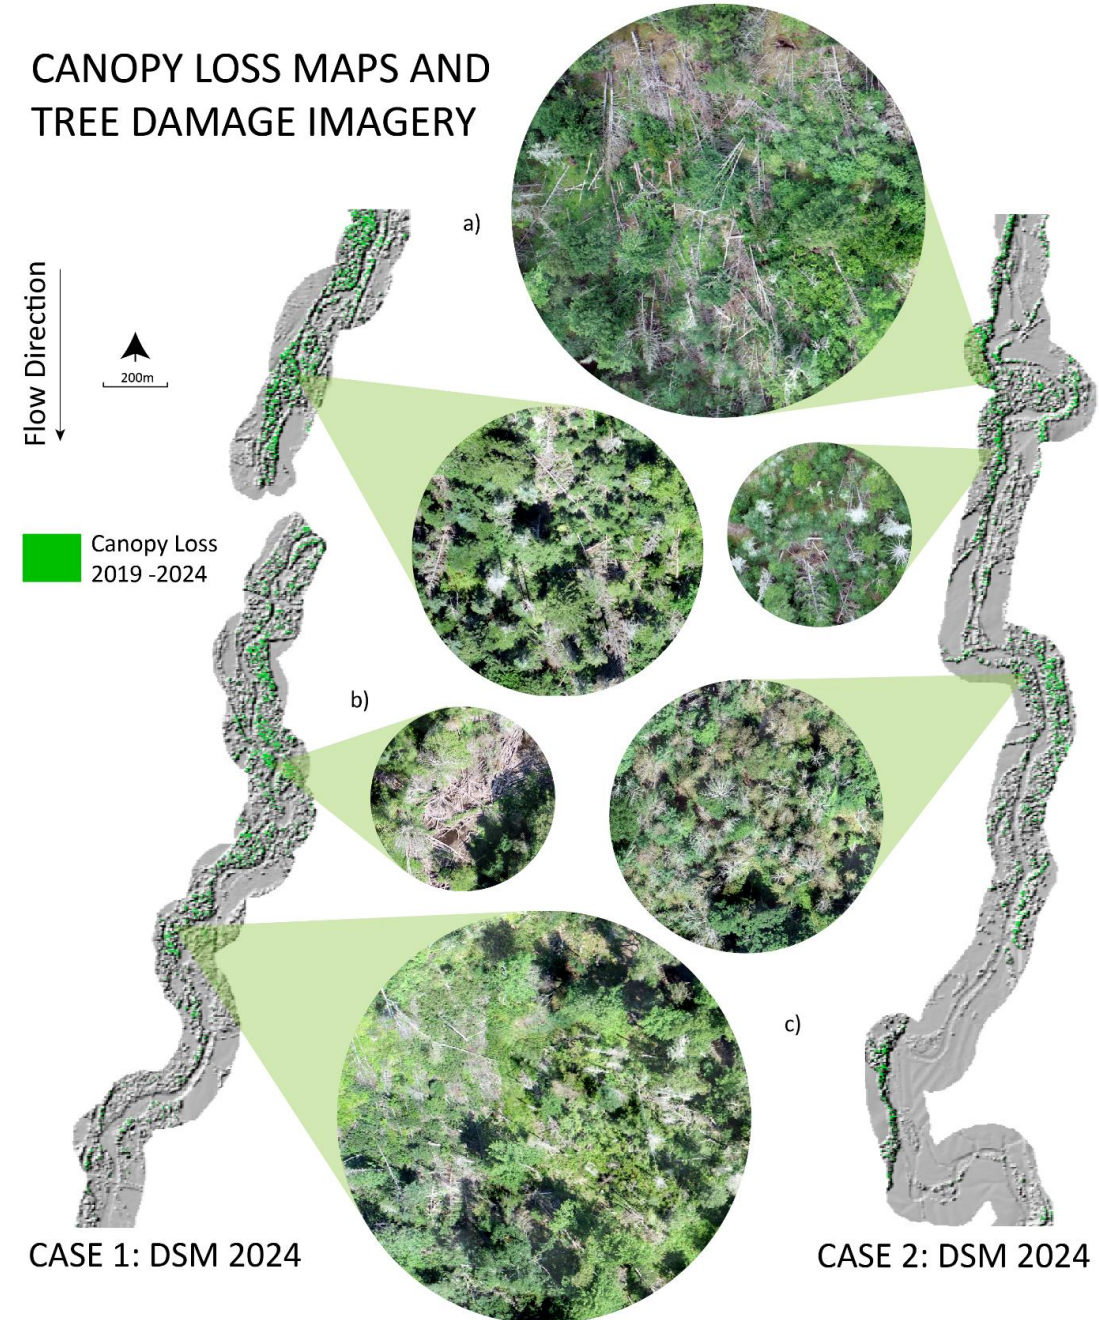 CANOPY LOSS MAPS AND
TREE DAMAGE IMAGERY
a)
Flow Direction
200m
Canopy Loss
2019 -2024
b)
c)
CASE 1: DSM 2024
CASE 2: DSM 2024